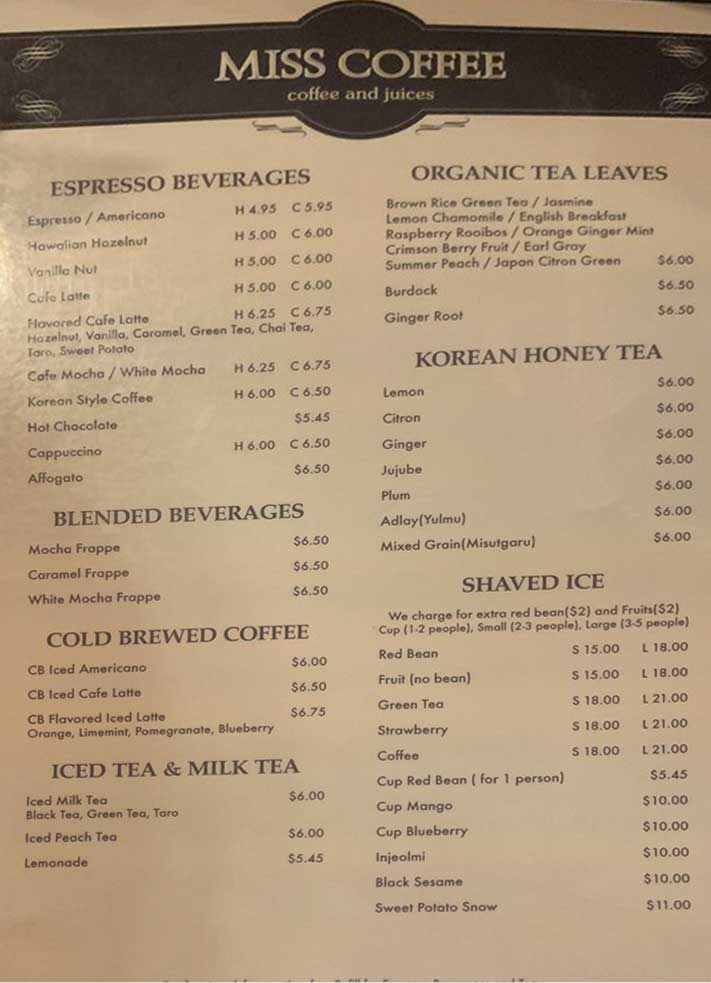 MISS COFFEE
coffee and juices
ESPRESSO BEVERAGES
Espresso / Americano H 4.95 C 5.95
Hawaiian Hazelnut H 5.00 C 6.00
Vanilla Nut H 5.00 C 6.00
Cafe Latte H 5.00 C 6.00
Flavored Cafe Latte H 6.25 C 6.75
Hazelnut, Vanilla, Caramel, Green Tea, Chai Tea,
Taro, Sweet Potato
Cafe Mocha / White Mocha H 6.25 C 6.75
Korean Style Coffee H 6.00 C 6.50
Hot Chocolate $5.45
Cappuccino H 6.00 C 6.50
Affogato $6.50
BLENDED BEVERAGES
Mocha Frappe $6.50
Caramel Frappe $6.50
White Mocha Frappe $6.50
COLD BREWED COFFEE
CB Iced Americano $6.00
CB Iced Cafe Latte $6.50
CB Flavored Iced Latte $6.75
Orange, Limemint, Pomegranate, Blueberry
ICED TEA & MILK TEA
Iced Milk Tea $6.00
Black Tea, Green Tea, Taro
Iced Peach Tea $6.00
Lemonade $5.45
ORGANIC TEA LEAVES
Brown Rice Green Tea / Jasmine
Lemon Chamomile / English Breakfast
Raspberry Rooibos / Orange Ginger Mint
Crimson Berry Fruit / Earl Gray
Summer Peach / Japan Citron Green $6.00
Burdock $6.50
Ginger Root $6.50
KOREAN HONEY TEA
Lemon $6.00
Citron $6.00
Ginger $6.00
Jujube $6.00
Plum $6.00
Adlay(Yulmu) $6.00
Mixed Grain(Misutgaru) $6.00
SHAVED ICE
We charge for extra red bean($2) and Fruits($2)
Cup (1-2 people), Small (2-3 people), Large (3-5 people)
Red Bean S 15.00 L 18.00
Fruit (no bean) S 15.00 L 18.00
Green Tea S 18.00 L 21.00
Strawberry S 18.00 L 21.00
Coffee S 18.00 L 21.00
Cup Red Bean ( for 1 person) $5.45
Cup Mango $10.00
Cup Blueberry $10.00
Injeolmi $10.00
Black Sesame $10.00
Sweet Potato Snow $11.00